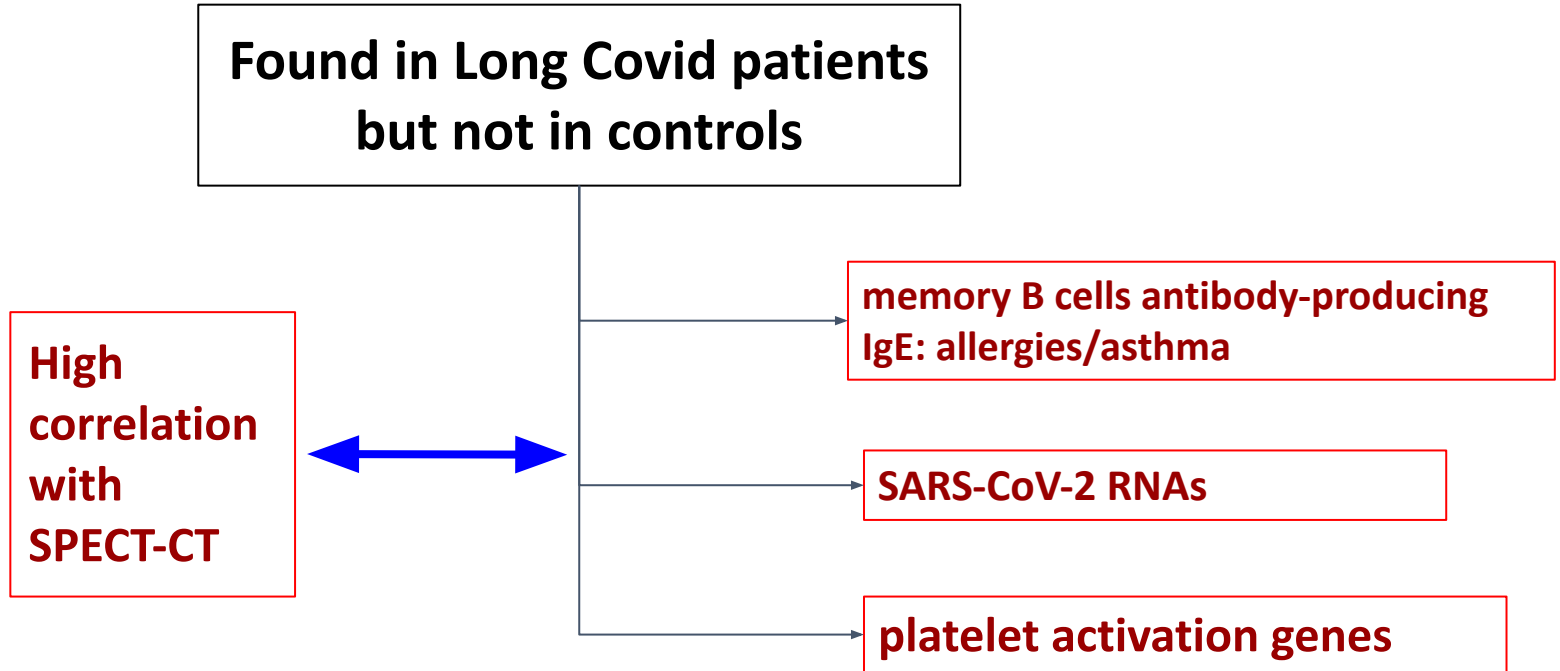 Found in Long Covid patients
but not in controls
memory B cells antibody-producing
IgE: allergies/asthma
High
correlation
with
SPECT-CT
SARS-CoV-2 RNAs
platelet activation genes